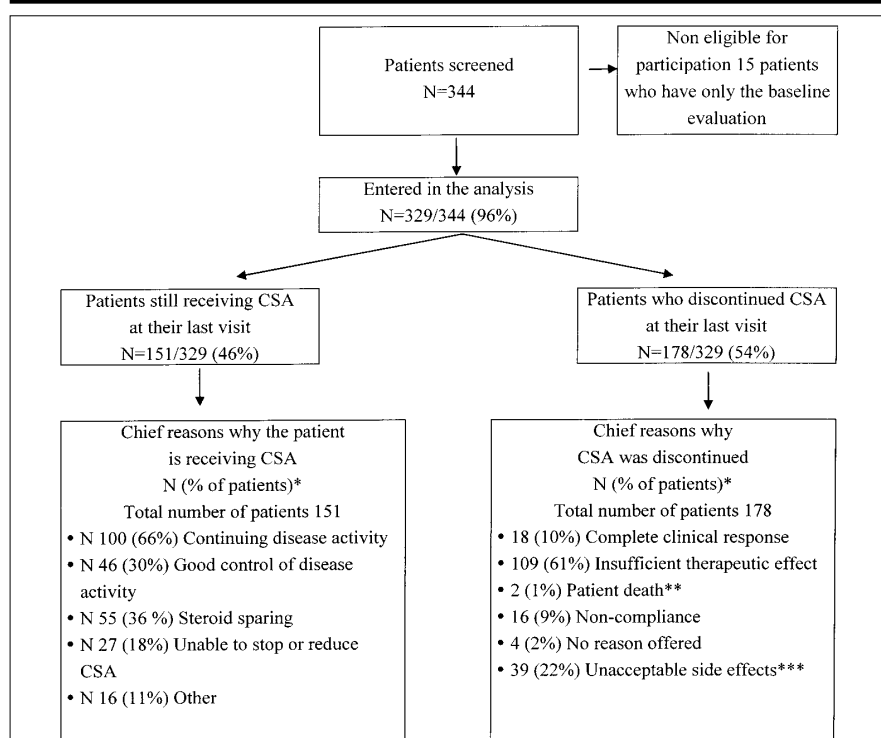 Patients screened
N=344
Non eligible for
participation 15 patients
who have only the baseline
evaluation
Entered in the analysis
N=329/344 (96%)
Patients still receiving CSA
at their last visit
N=151/329 (46%)
Patients who discontinued CSA
at their last visit
N=178/329 (54%)
Chief reasons why the patient
is receiving CSA
N (% of patients)*
Total number of patients 151
• N 100 (66%) Continuing disease activity
• N 46 (30%) Good control of disease
activity
• N 55 (36 %) Steroid sparing
• N 27 (18%) Unable to stop or reduce
CSA
• N 16 (11%) Other
Chief reasons why
CSA was discontinued
N (% of patients)*
Total number of patients 178
• 18 (10%) Complete clinical response
• 109 (61%) Insufficient therapeutic effect
• 2 (1%) Patient death**
• 16 (9%) Non-compliance
• 4 (2%) No reason offered
• 39 (22%) Unacceptable side effects***